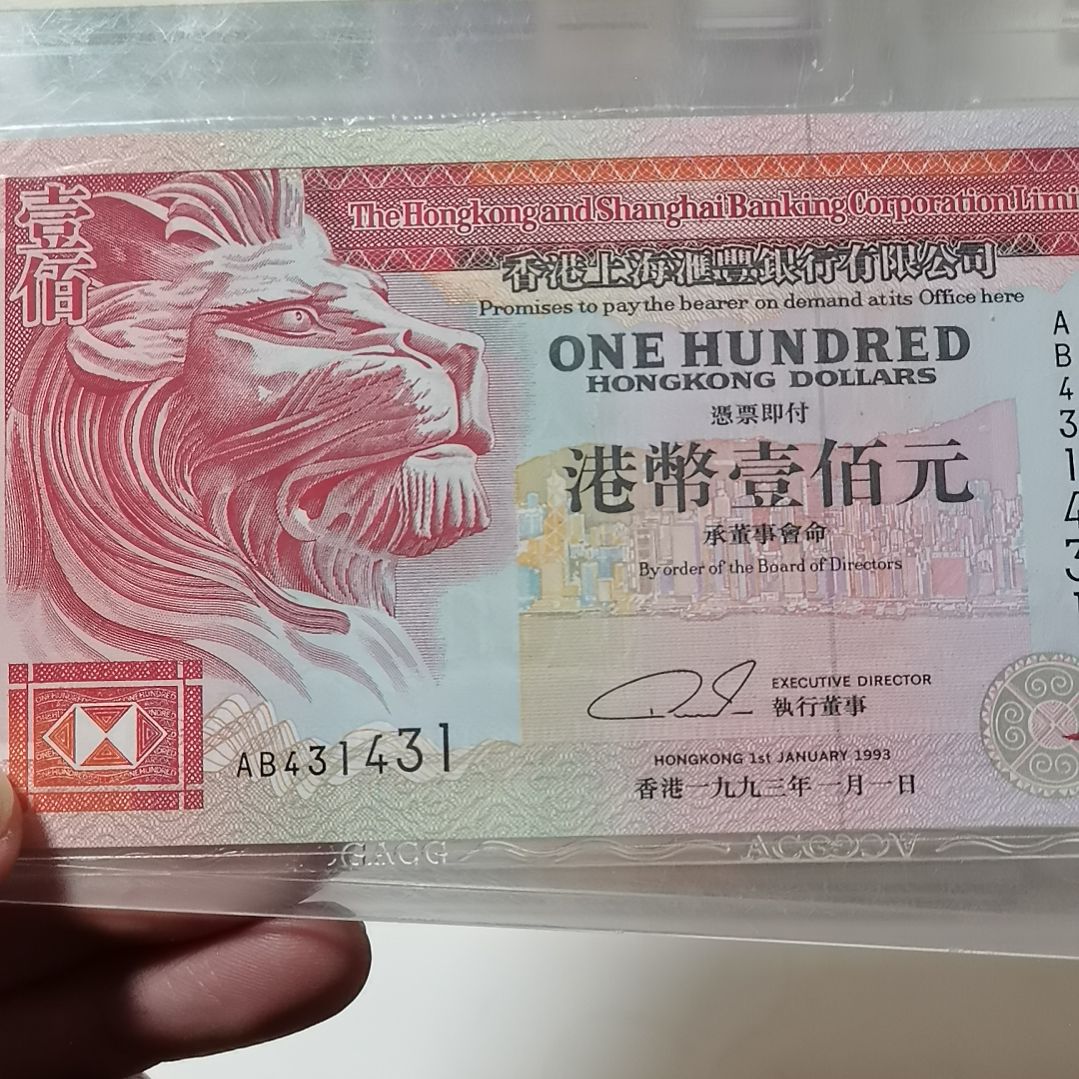 壹佰
The Hongkong and Shanghai Banking Corporation Limi
香港上海滙豐銀行有限公司
Promises to pay the bearer on demand at its Office here
ONE HUNDRED
HONGKONG DOLLARS
憑票即付
港幣壹佰元
承董事會命
By order of the Board of Directors
AB431431
EXECUTIVE DIRECTOR
執行董事
AB431431
HONGKONG 1st JANUARY 1993
香港一九九三年一月一日